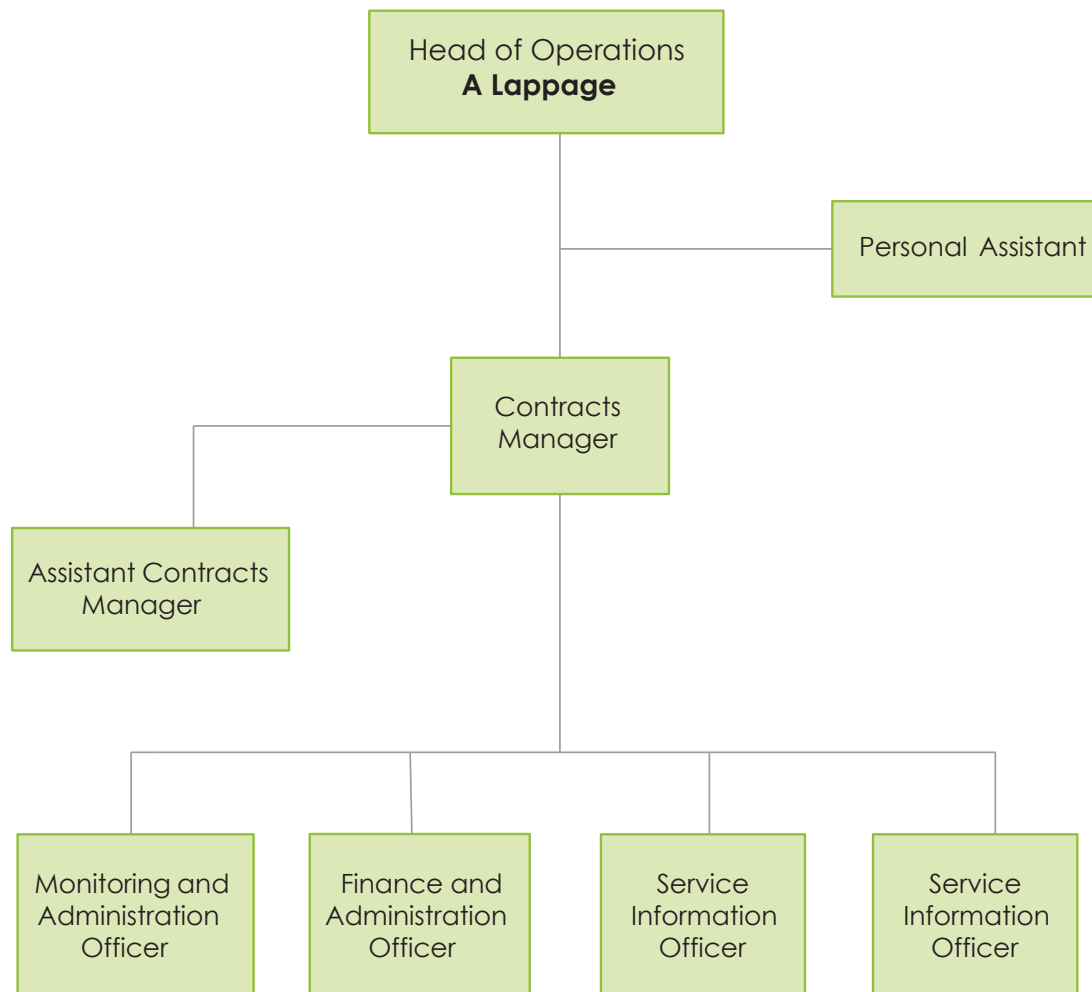 Head of Operations
A Lappage
Personal Assistant
Contracts
Manager
Assistant Contracts
Manager
Monitoring and
Administration
Officer
Finance and
Administration
Officer
Service
Information
Officer
Service
Information
Officer